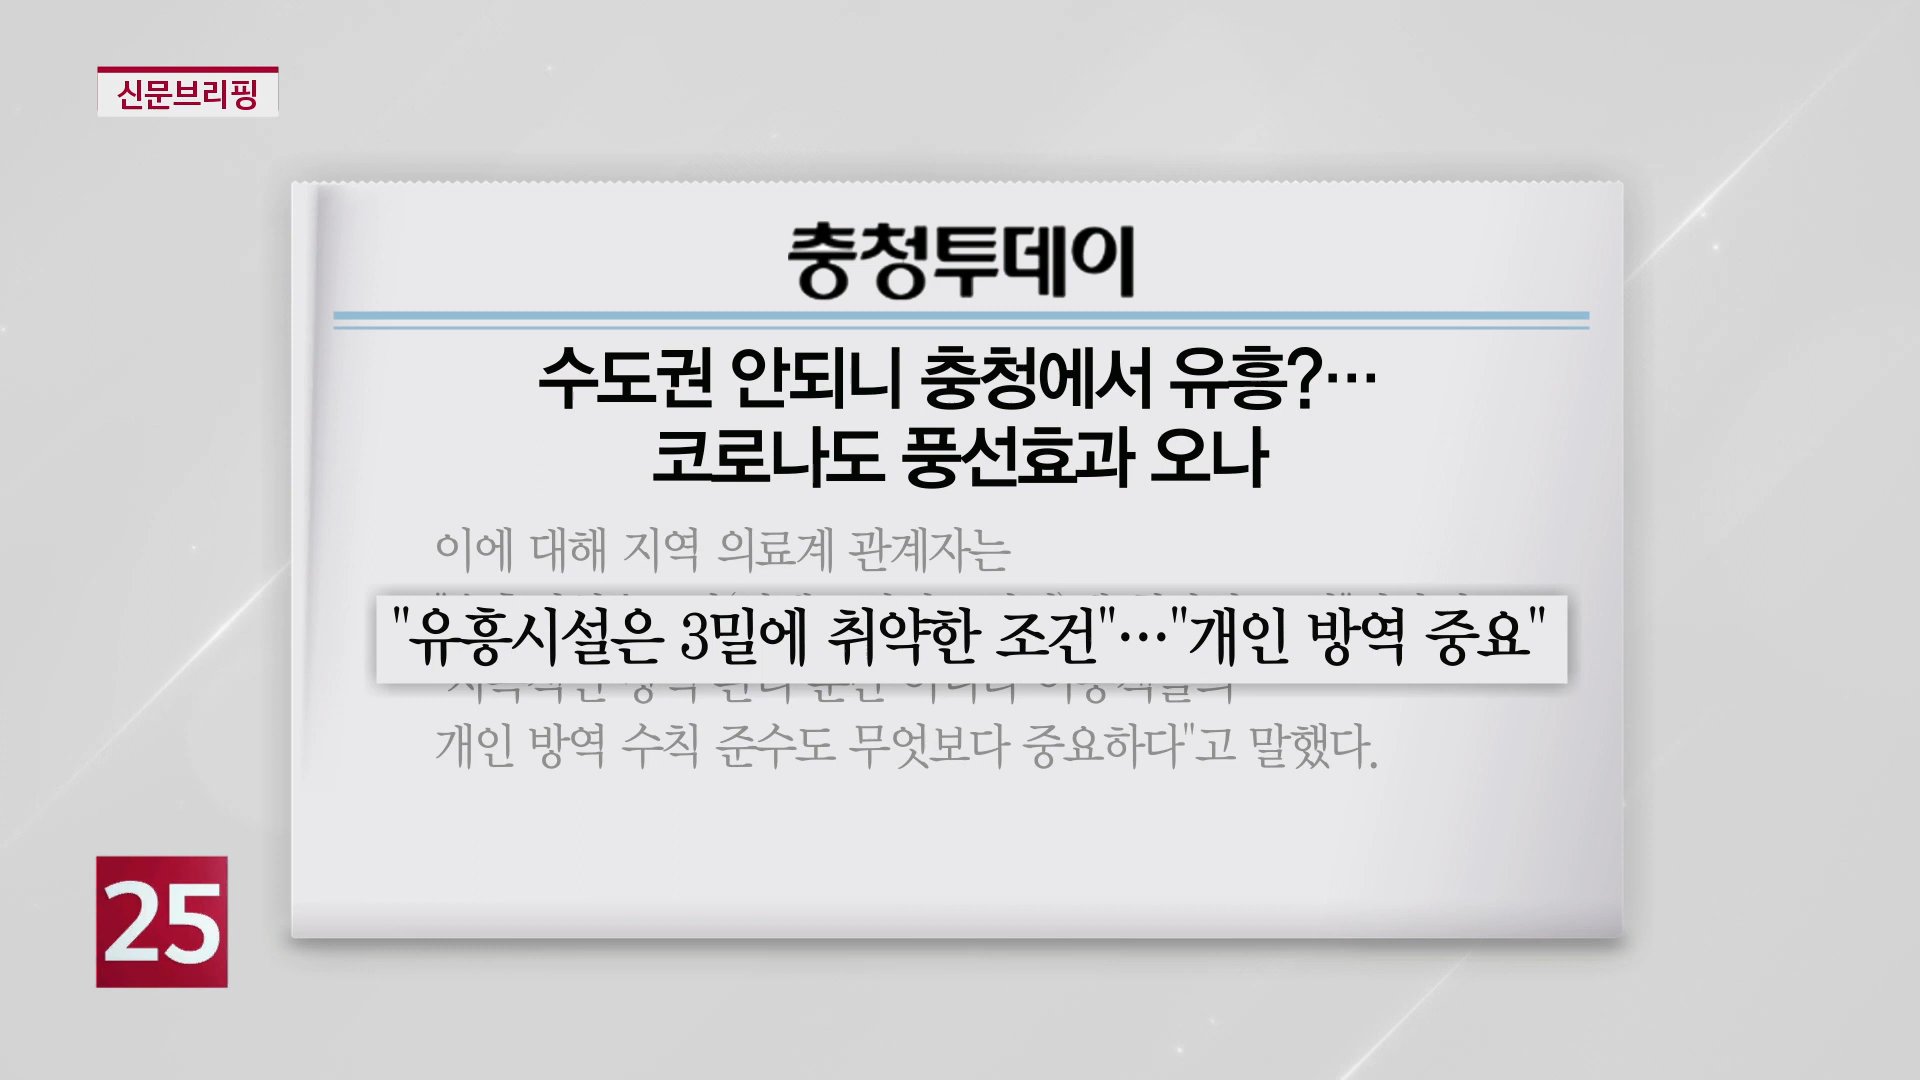 신문브리핑
충청투데이
수도권 안되니 충청에서 유흥?…
코로나도 풍선효과 오나
이에 대해 지역 의료계 관계자는
"유흥시설은 3밀에 취약한 조건"…"개인 방역 중요"
개인 방역 수칙 준수도 무엇보다 중요하다"고 말했다.
25